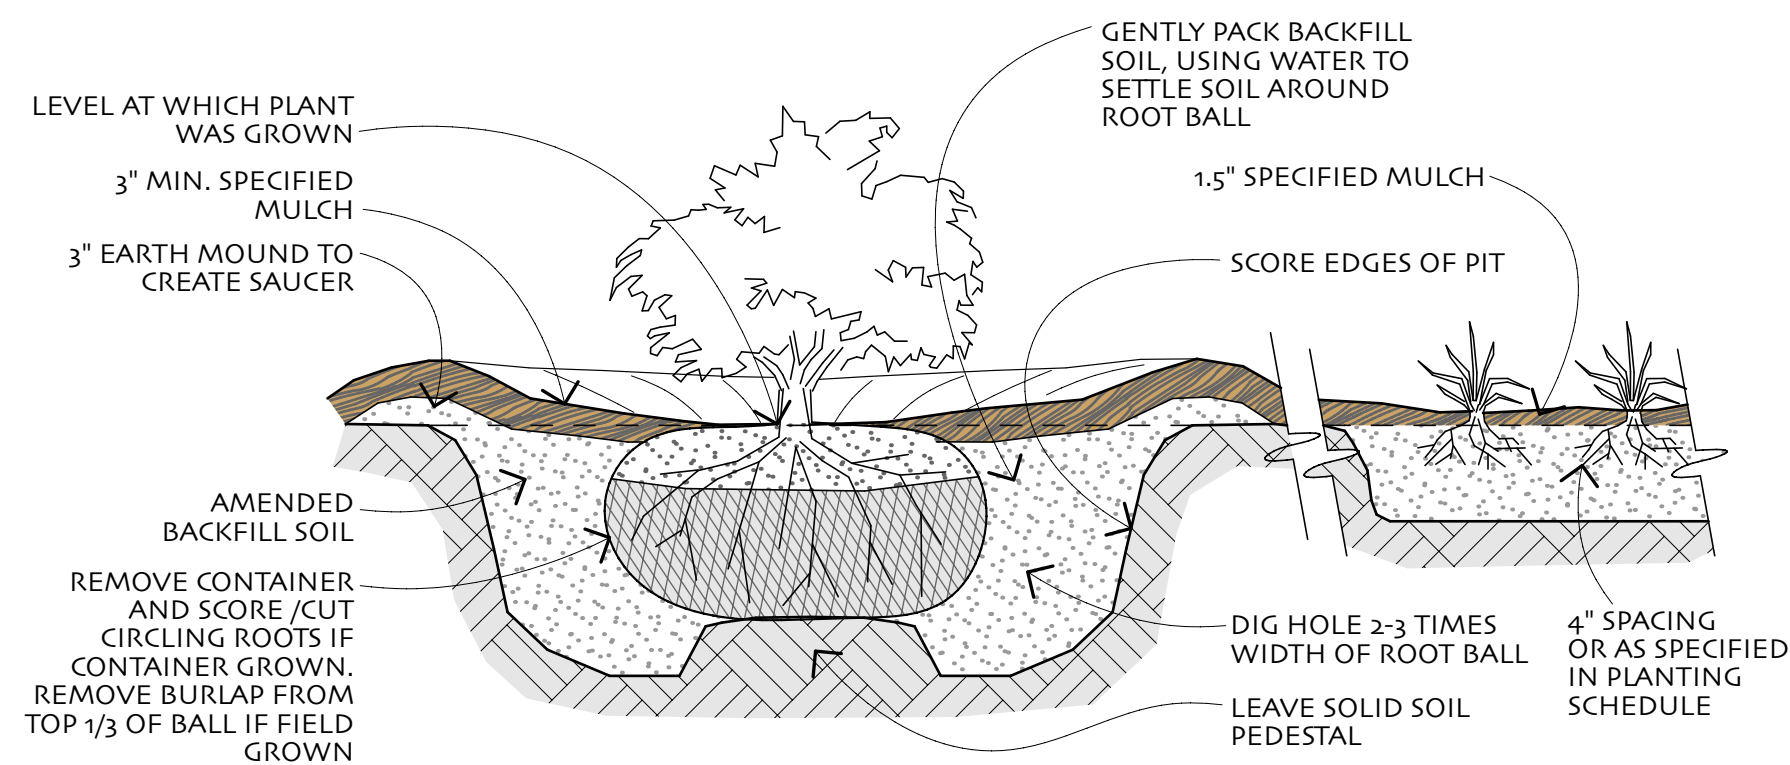 LEVEL AT WHICH PLANT
WAS GROWN
3" MIN. SPECIFIED
MULCH
3" EARTH MOUND TO
CREATE SAUCER
AMENDED
BACKFILL SOIL
REMOVE CONTAINER
AND SCORE /CUT
CIRCLING ROOTS IF
CONTAINER GROWN.
REMOVE BURLAP FROM
TOP 1/3 OF BALL IF FIELD
GROWN
GENTLY PACK BACKFILL
SOIL, USING WATER TO
SETTLE SOIL AROUND
ROOT BALL
1.5" SPECIFIED MULCH
SCORE EDGES OF PIT
DIG HOLE 2-3 TIMES
WIDTH OF ROOT BALL
LEAVE SOLID SOIL
PEDESTAL
4" SPACING
OR AS SPECIFIED
IN PLANTING
SCHEDULE